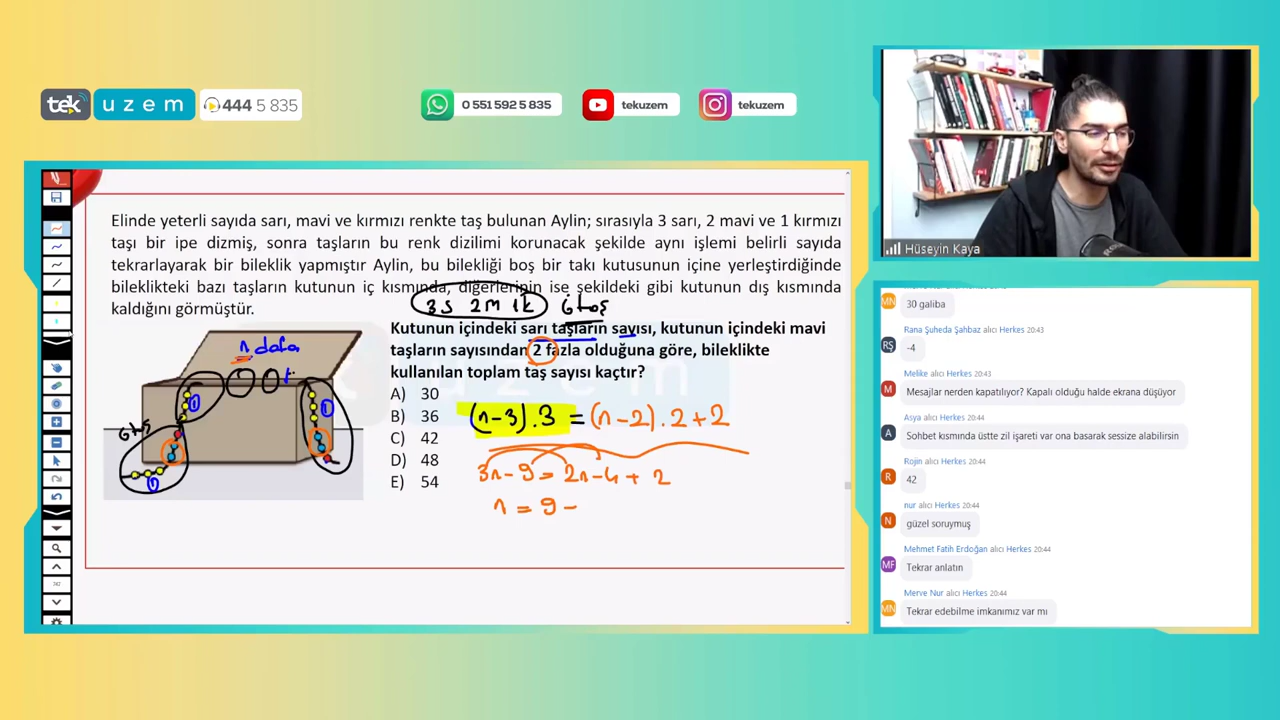 tek uzem 444 5 835
0 551 592 5 835
tekuzem
tekuzem
Hüseyin Kaya
Elinde yeterli sayıda sarı, mavi ve kırmızı renkte taş bulunan Aylin; sırasıyla 3 sarı, 2 mavi ve 1 kırmızı
taşı bir ipe dizmiş, sonra taşların bu renk dizilimi korunacak şekilde aynı işlemi belirli sayıda
tekrarlayarak bir bileklik yapmıştır Aylin, bu bilekliği boş bir takı kutusunun içine yerleştirdiğinde
bileklikteki bazı taşların kutunun iç kısmında, diğerlerinin ise şekildeki gibi kutunun dış kısmında
kaldığını görmüştür.
3s 2m 1k 6 taş
Kutunun içindeki sarı taşların sayısı, kutunun içindeki mavi
taşların sayısından 2 fazla olduğuna göre, bileklikte
kullanılan toplam taş sayısı kaçtır?
n defa
6 taş
A) 30
B) 36
C) 42
D) 48
E) 54
(n-3).3 = (n-2).2+2
3n-9=2n-4+2
n = 9-
MN 30 galiba
Rana Şuheda Şahbaz alıcı Herkes 20:43
RŞ -4
Melike alıcı Herkes 20:43
M Mesajlar nerden kapatılıyor? Kapalı olduğu halde ekrana düşüyor
Asya alıcı Herkes 20:44
A Sohbet kısmında üstte zil işareti var ona basarak sessize alabilirsin
Rojin alıcı Herkes 20:44
R 42
nur alıcı Herkes 20:44
N güzel soruymuş
Mehmet Fatih Erdoğan alıcı Herkes 20:44
MF Tekrar anlatın
Merve Nur alıcı Herkes 20:44
MN Tekrar edebilme imkanımız var mı